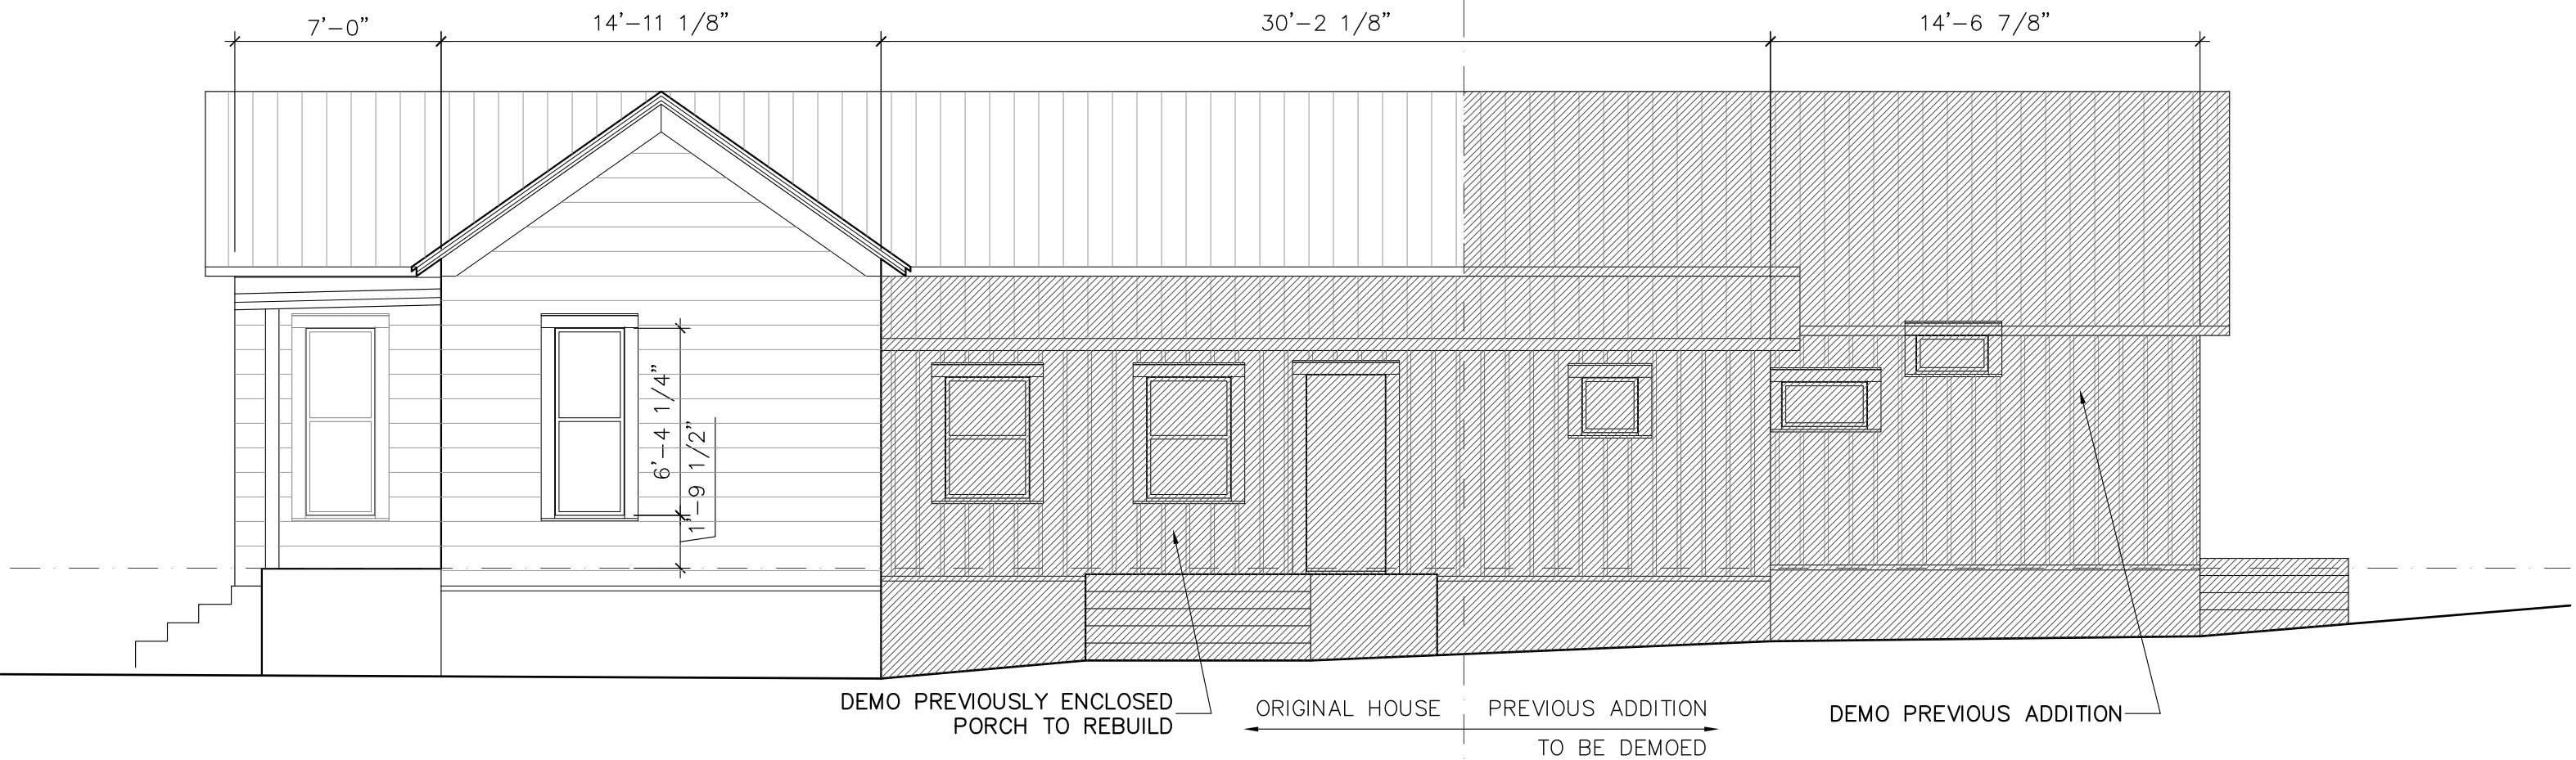 7'-0"
14'-11 1/8"
30'-2 1/8"
14'-6 7/8"
6'-4 1/4"
1'-9 1/2"
DEMO PREVIOUSLY ENCLOSED
PORCH TO REBUILD
ORIGINAL HOUSE
PREVIOUS ADDITION
TO BE DEMOED
DEMO PREVIOUS ADDITION